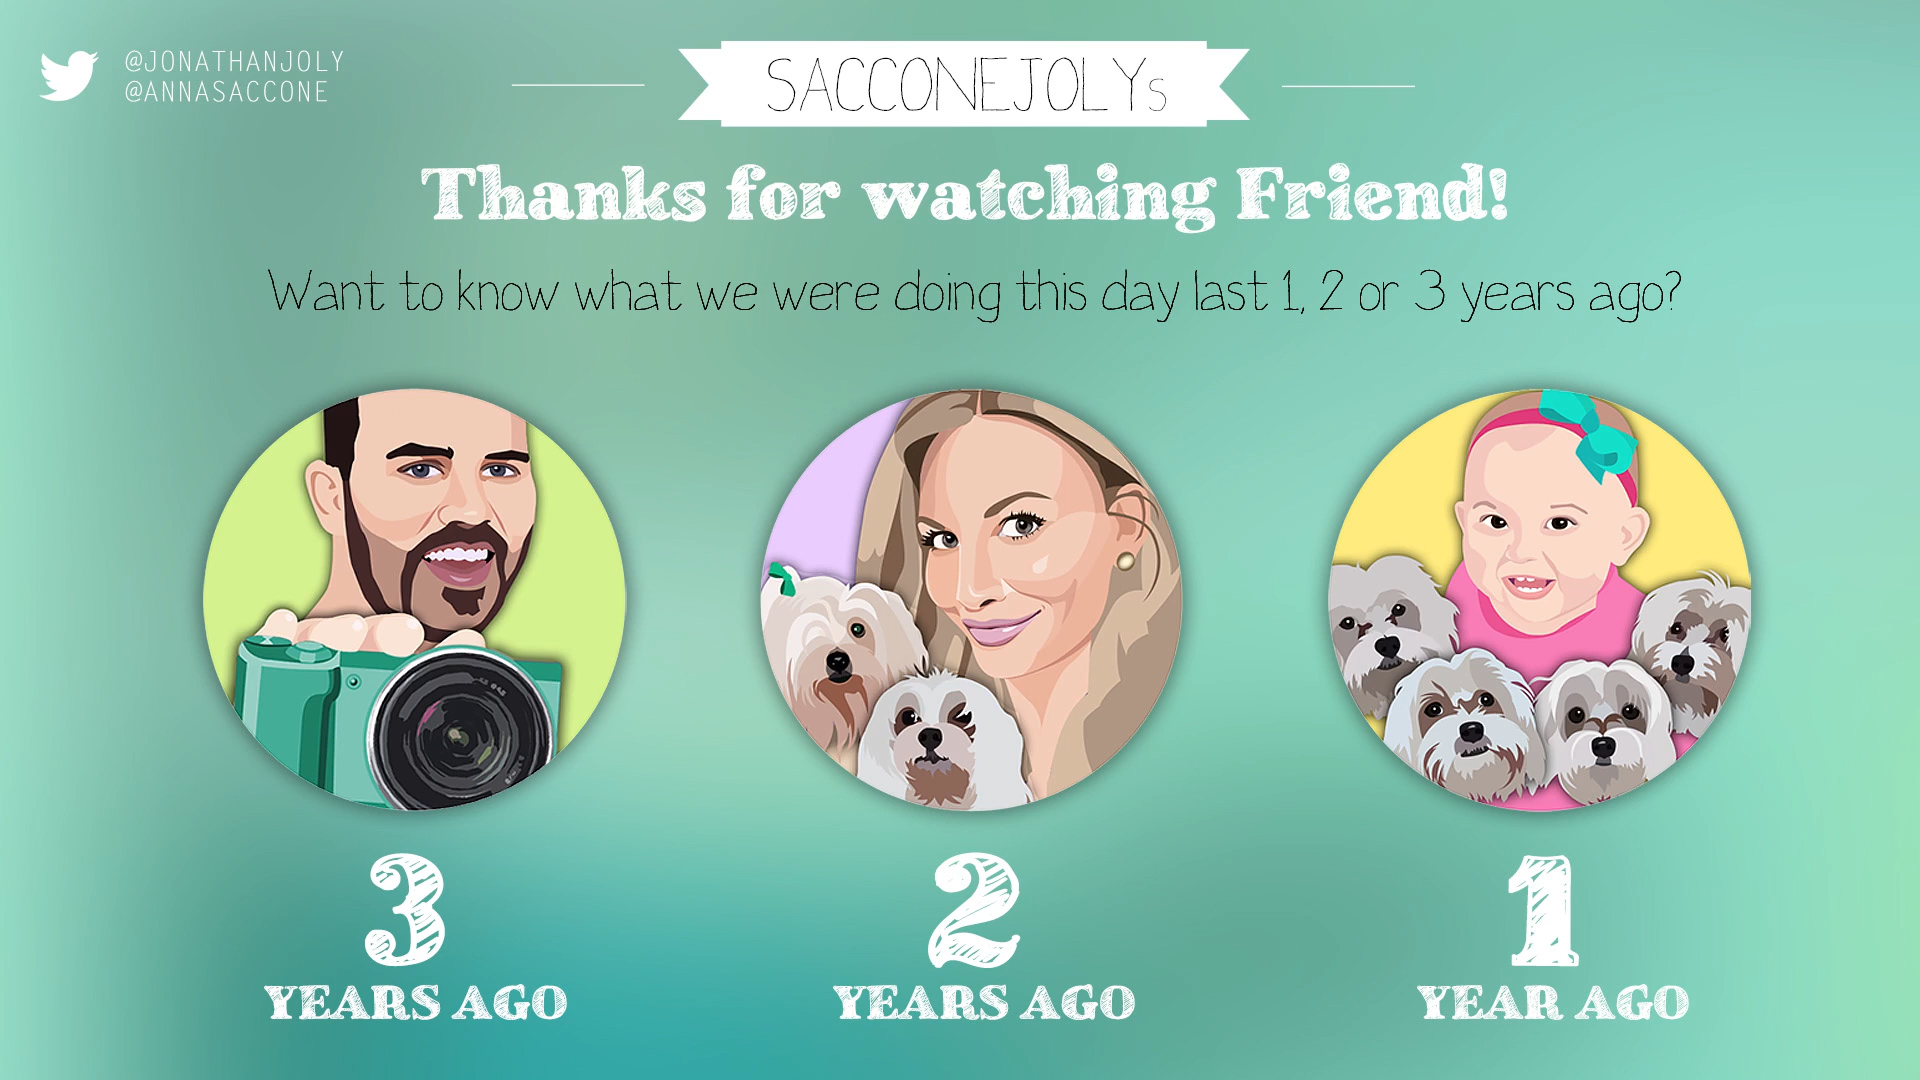 @JONATHANJOLY
@ANNASACCONE
SACCONEJOLYs
Thanks for watching Friend!
Want to know what we were doing this day last 1, 2 or 3 years ago?
3
YEARS AGO
2
YEARS AGO
1
YEAR AGO